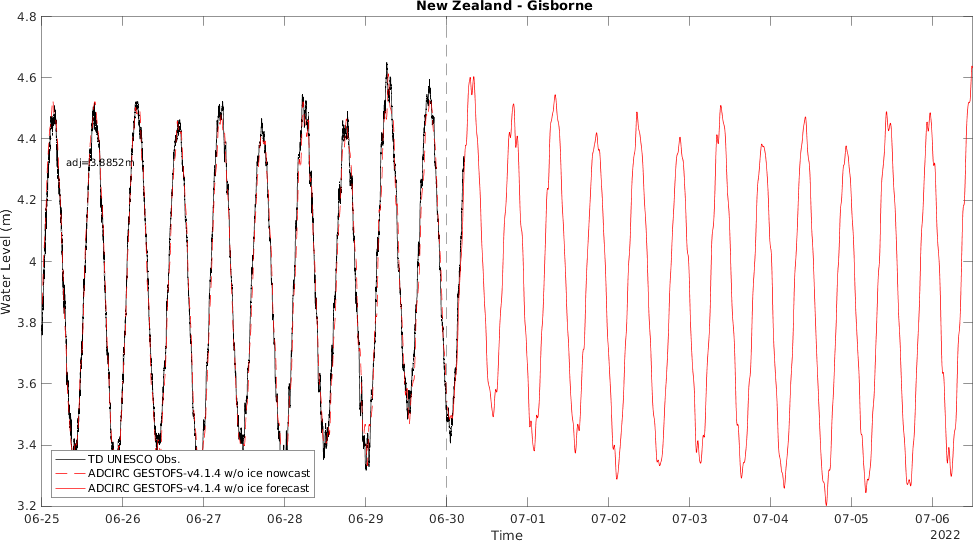 New Zealand - Gisborne
4.8
4.6
4.4
adj=3.8852m
4.2
4
3.8
3.6
3.4
3.2
Water Level (m)
TD UNESCO Obs.
ADCIRC GESTOFS-v4.1.4 w/o ice nowcast
ADCIRC GESTOFS-v4.1.4 w/o ice forecast
06-25 06-26 06-27 06-28 06-29 06-30 07-01 07-02 07-03 07-04 07-05 07-06
Time
2022